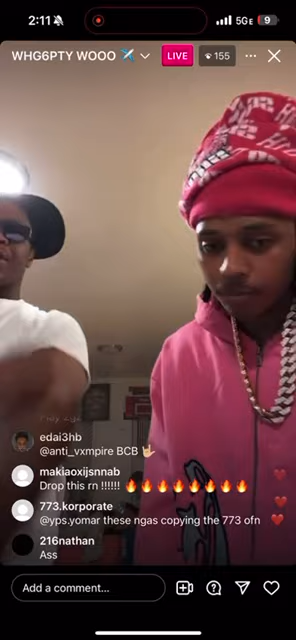 2:11
5GE 9
WHG6PTY WOOO
LIVE
155
edai3hb
@anti_vxmpire BCB 🤟🏼
makiaoxijsnnab
Drop this rn !!!!!! 🔥🔥🔥🔥🔥🔥🔥🔥
773.korporate
@yps.yomar these ngas copying the 773 ofn
216nathan
Ass
Add a comment...